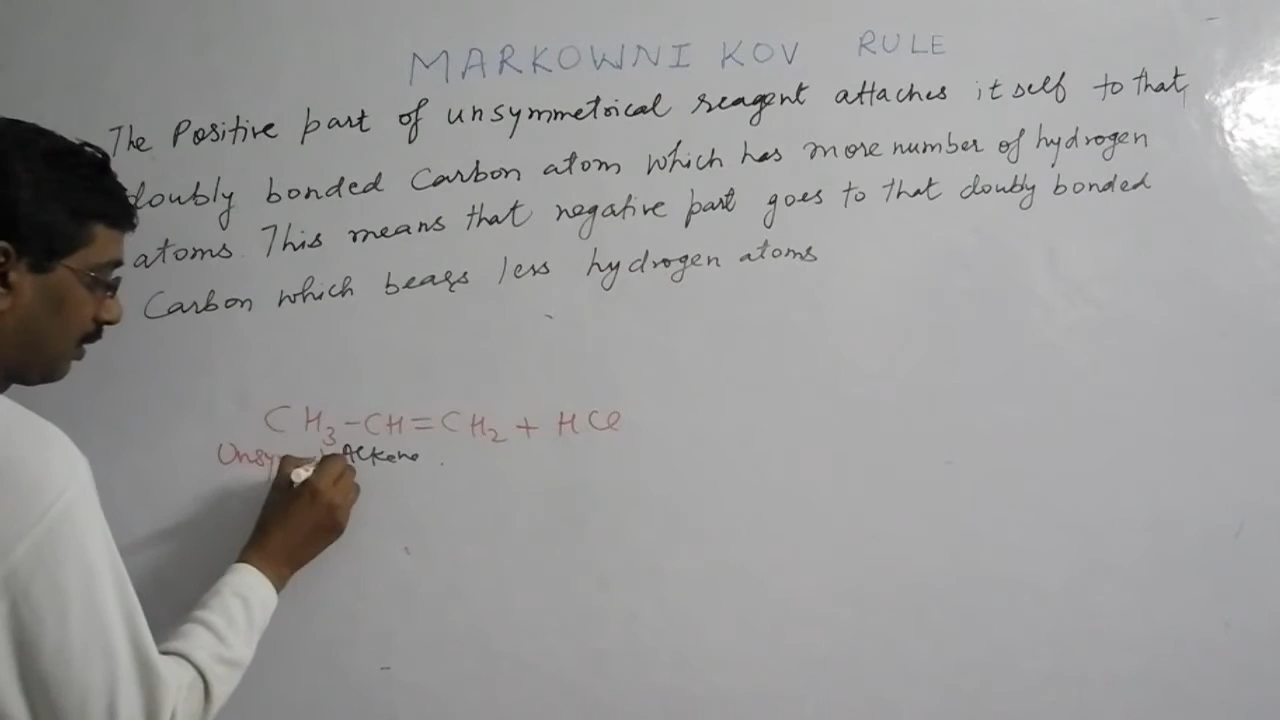 MARKOWNIKOV RULE
The Positive part of unsymmetrical reagent attaches itself to that
doubly bonded Carbon atom which has more number of hydrogen
atoms. This means that negative part goes to that doubly bonded
Carbon which bears less hydrogen atoms
CH3-CH=CH2 + HCl
Alkene